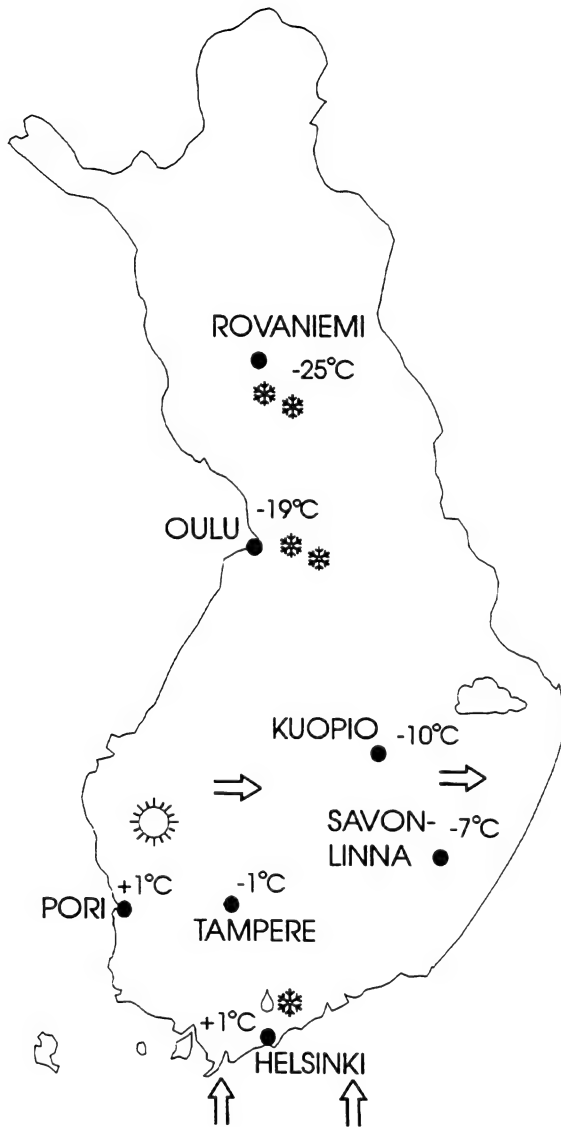 ROVANIEMI
-25°C
-19°C
OULU
KUOPIO
-10°C
SAVON-
LINNA
-7°C
+1°C
PORI
-1°C
TAMPERE
+1°C
HELSINKI